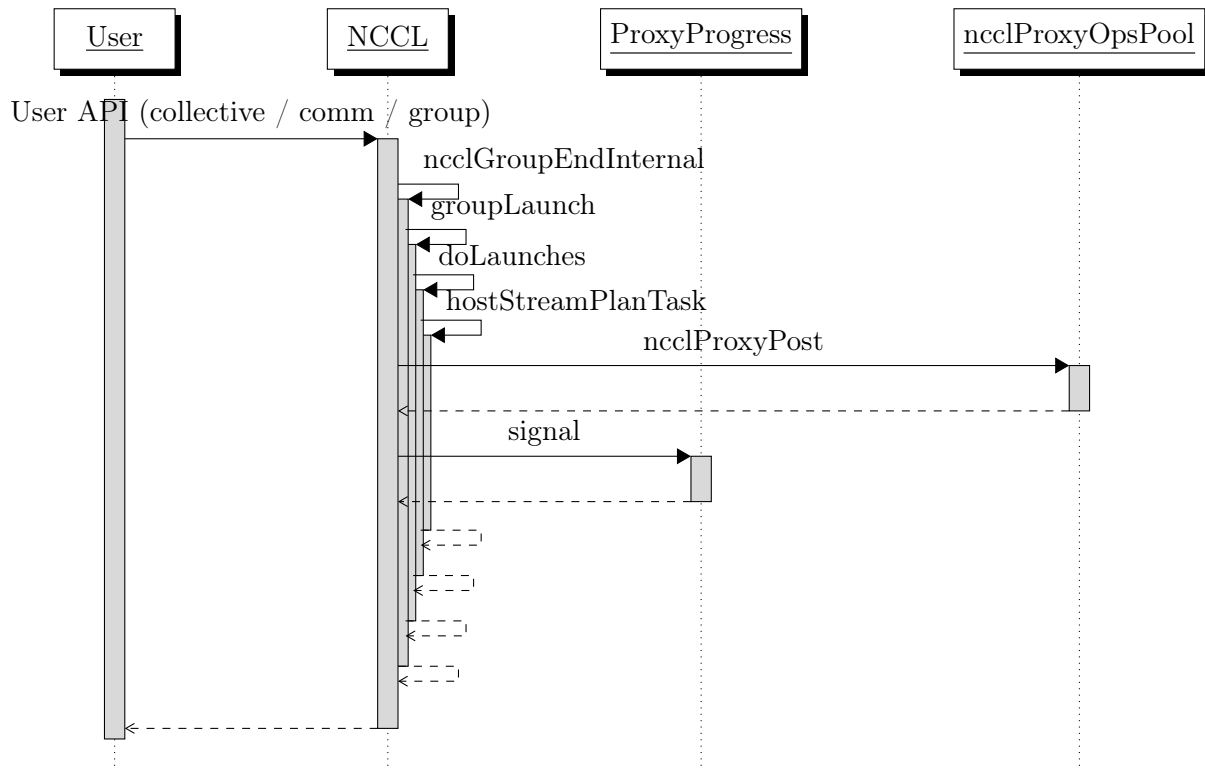 User
NCCL
ProxyProgress
ncclProxyOpsPool
User API (collective / comm / group)
ncclGroupEndInternal
groupLaunch
doLaunches
hostStreamPlanTask
ncclProxyPost
signal